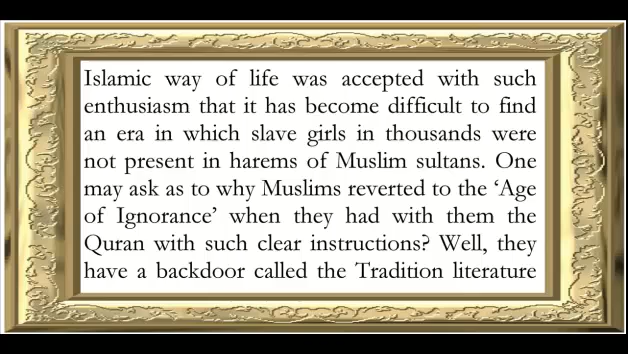 Islamic way of life was accepted with such
enthusiasm that it has become difficult to find
an era in which slave girls in thousands were
not present in harems of Muslim sultans. One
may ask as to why Muslims reverted to the ‘Age
of Ignorance’ when they had with them the
Quran with such clear instructions? Well, they
have a backdoor called the Tradition literature